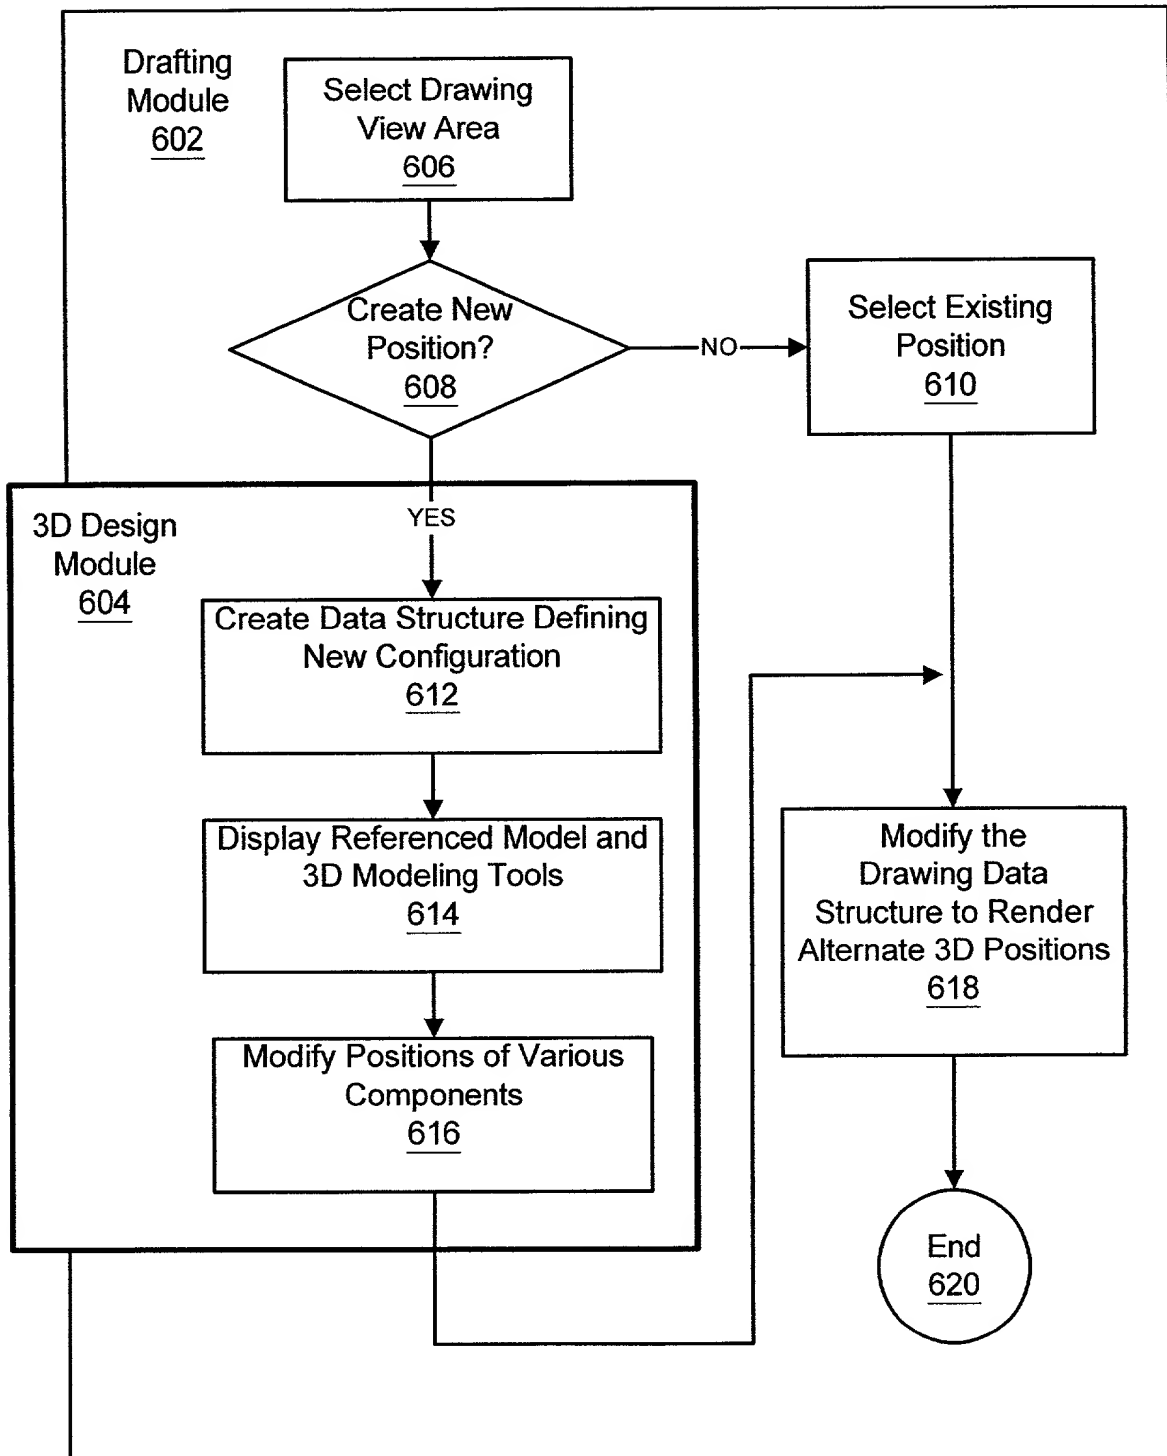 Drafting
Module
602
Select Drawing
View Area
606
Create New
Position?
608
NO
Select Existing
Position
610
YES
3D Design
Module
604
Create Data Structure Defining
New Configuration
612
Display Referenced Model and
3D Modeling Tools
614
Modify Positions of Various
Components
616
Modify the
Drawing Data
Structure to Render
Alternate 3D Positions
618
End
620